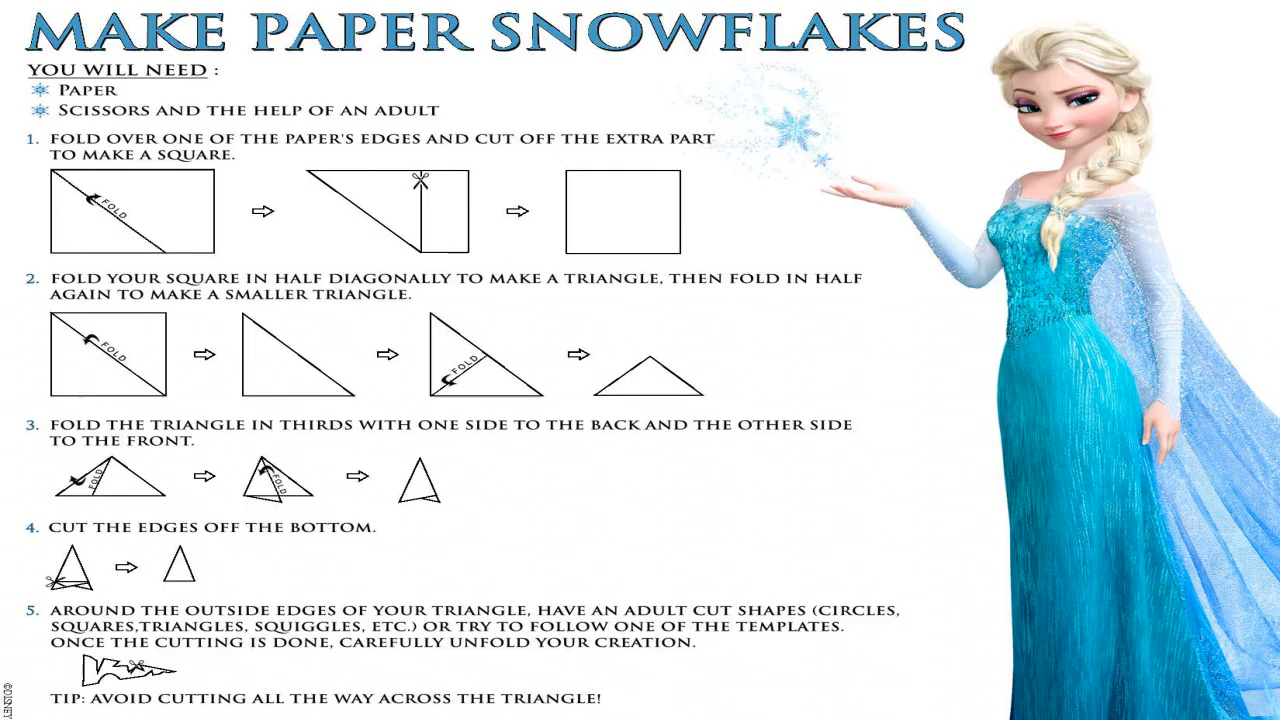 MAKE PAPER SNOWFLAKES
YOU WILL NEED :
PAPER
SCISSORS AND THE HELP OF AN ADULT
1. FOLD OVER ONE OF THE PAPER'S EDGES AND CUT OFF THE EXTRA PART
TO MAKE A SQUARE.
FOLD
2. FOLD YOUR SQUARE IN HALF DIAGONALLY TO MAKE A TRIANGLE, THEN FOLD IN HALF
AGAIN TO MAKE A SMALLER TRIANGLE.
FOLD
FOLD
3. FOLD THE TRIANGLE IN THIRDS WITH ONE SIDE TO THE BACK AND THE OTHER SIDE
TO THE FRONT.
FOLD
FOLD
4. CUT THE EDGES OFF THE BOTTOM.
5. AROUND THE OUTSIDE EDGES OF YOUR TRIANGLE, HAVE AN ADULT CUT SHAPES (CIRCLES,
SQUARES,TRIANGLES, SQUIGGLES, ETC.) OR TRY TO FOLLOW ONE OF THE TEMPLATES.
ONCE THE CUTTING IS DONE, CAREFULLY UNFOLD YOUR CREATION.
TIP: AVOID CUTTING ALL THE WAY ACROSS THE TRIANGLE!
©DISNEY